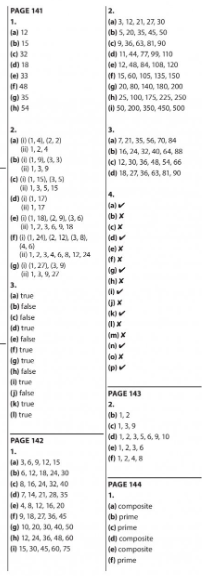 PAGE 141
1.
(a) 12
(b) 15
(c) 32
(d) 18
(e) 33
(f) 48
(g) 35
(h) 54
2.
(a) (i) (1, 4), (2, 2)
(ii) 1, 2, 4
(b) (i) (1, 9), (3, 3)
(ii) 1, 3, 9
(c) (i) (1, 15), (3, 5)
(ii) 1, 3, 5, 15
(d) (i) (1, 17)
(ii) 1, 17
(e) (i) (1, 18), (2, 9), (3, 6)
(ii) 1, 2, 3, 6, 9, 18
(f) (i) (1, 24), (2, 12), (3, 8),
(4, 6)
(ii) 1, 2, 3, 4, 6, 8, 12, 24
(g) (i) (1, 27), (3, 9)
(ii) 1, 3, 9, 27
3.
(a) true
(b) false
(c) false
(d) true
(e) false
(f) true
(g) true
(h) false
(i) true
(j) false
(k) true
(l) true
PAGE 142
1.
(a) 3, 6, 9, 12, 15
(b) 6, 12, 18, 24, 30
(c) 8, 16, 24, 32, 40
(d) 7, 14, 21, 28, 35
(e) 4, 8, 12, 16, 20
(f) 9, 18, 27, 36, 45
(g) 10, 20, 30, 40, 50
(h) 12, 24, 36, 48, 60
(i) 15, 30, 45, 60, 75
2.
(a) 3, 12, 21, 27, 30
(b) 5, 20, 35, 45, 50
(c) 9, 36, 63, 81, 90
(d) 11, 44, 77, 99, 110
(e) 12, 48, 84, 108, 120
(f) 15, 60, 105, 135, 150
(g) 20, 80, 140, 180, 200
(h) 25, 100, 175, 225, 250
(i) 50, 200, 350, 450, 500
3.
(a) 7, 21, 35, 56, 70, 84
(b) 16, 24, 32, 40, 64, 88
(c) 12, 30, 36, 48, 54, 66
(d) 18, 27, 36, 63, 81, 90
4.
(a) ✔
(b) ✘
(c) ✘
(d) ✔
(e) ✘
(f) ✘
(g) ✔
(h) ✘
(i) ✔
(j) ✘
(k) ✔
(l) ✘
(m) ✘
(n) ✔
(o) ✘
(p) ✔
PAGE 143
2.
(b) 1, 2
(c) 1, 3, 9
(d) 1, 2, 3, 5, 6, 9, 10
(e) 1, 2, 3, 6
(f) 1, 2, 4, 8
PAGE 144
1.
(a) composite
(b) prime
(c) prime
(d) composite
(e) composite
(f) prime